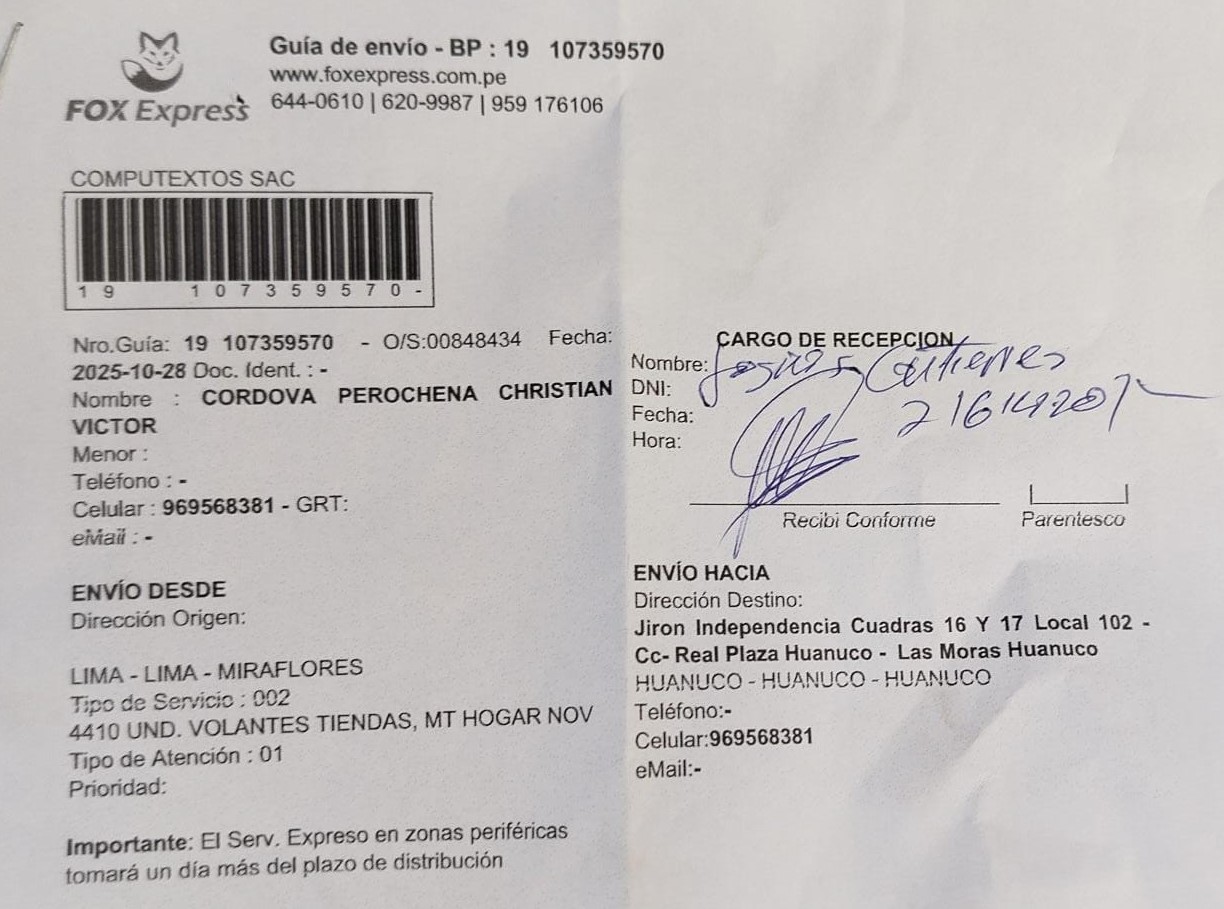 FOX Express
Guía de envío - BP : 19 107359570
www.foxexpress.com.pe
644-0610 | 620-9987 | 959 176106
COMPUTEXTOS SAC
19 107359570-
Nro.Guía: 19 107359570 - O/S:00848434 Fecha:
2025-10-28 Doc. Ident. : -
Nombre : CORDOVA PEROCHENA CHRISTIAN
VICTOR
Menor :
Teléfono : -
Celular : 969568381 - GRT:
eMail : -
ENVÍO DESDE
Dirección Origen:
LIMA - LIMA - MIRAFLORES
Tipo de Servicio : 002
4410 UND. VOLANTES TIENDAS, MT HOGAR NOV
Tipo de Atención : 01
Prioridad:
Importante: El Serv. Expreso en zonas periféricas
tomará un día más del plazo de distribución
CARGO DE RECEPCION
Nombre: Gutierres
DNI:
Fecha:
Hora:
Recibi Conforme
Parentesco
ENVÍO HACIA
Dirección Destino:
Jiron Independencia Cuadras 16 Y 17 Local 102 -
Cc- Real Plaza Huanuco - Las Moras Huanuco
HUANUCO - HUANUCO - HUANUCO
Teléfono:-
Celular:969568381
eMail:-